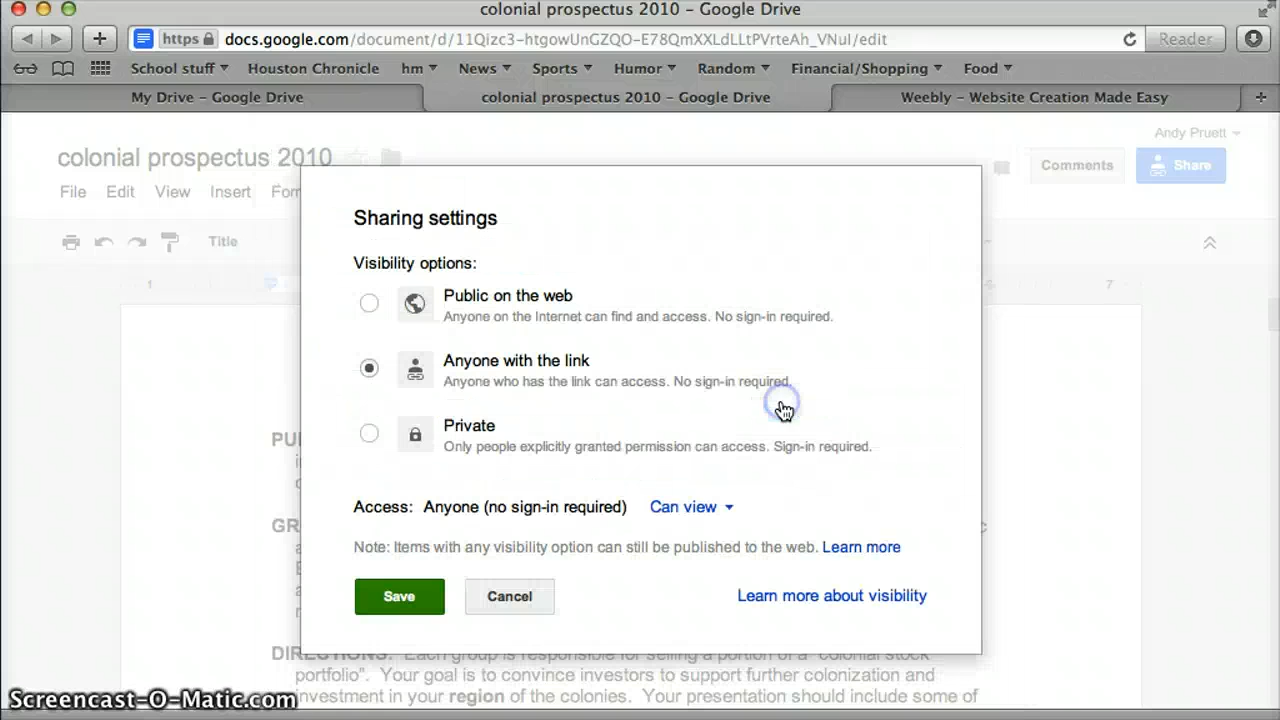 colonial prospectus 2010 – Google Drive
https docs.google.com/document/d/11Qizc3-htgowUnGZQO-E78QmXXLdLLtPVrteAh_VNuI/edit Reader
School stuff Houston Chronicle hm News Sports Humor Random Financial/Shopping Food
My Drive – Google Drive colonial prospectus 2010 – Google Drive Weebly – Website Creation Made Easy
Andy Pruett
colonial prospectus 2010
Comments Share
File Edit View Insert For
Title
1 7
Sharing settings
Visibility options:
Public on the web
Anyone on the Internet can find and access. No sign-in required.
Anyone with the link
Anyone who has the link can access. No sign-in required.
Private
Only people explicitly granted permission can access. Sign-in required.
Access: Anyone (no sign-in required) Can view
Note: Items with any visibility option can still be published to the web. Learn more
Save Cancel Learn more about visibility
DIRECTIONS: Each group is responsible for selling a portion of a "colonial stock
portfolio". Your goal is to convince investors to support further colonization and
investment in your region of the colonies. Your presentation should include some of
Screencast-O-Matic.com